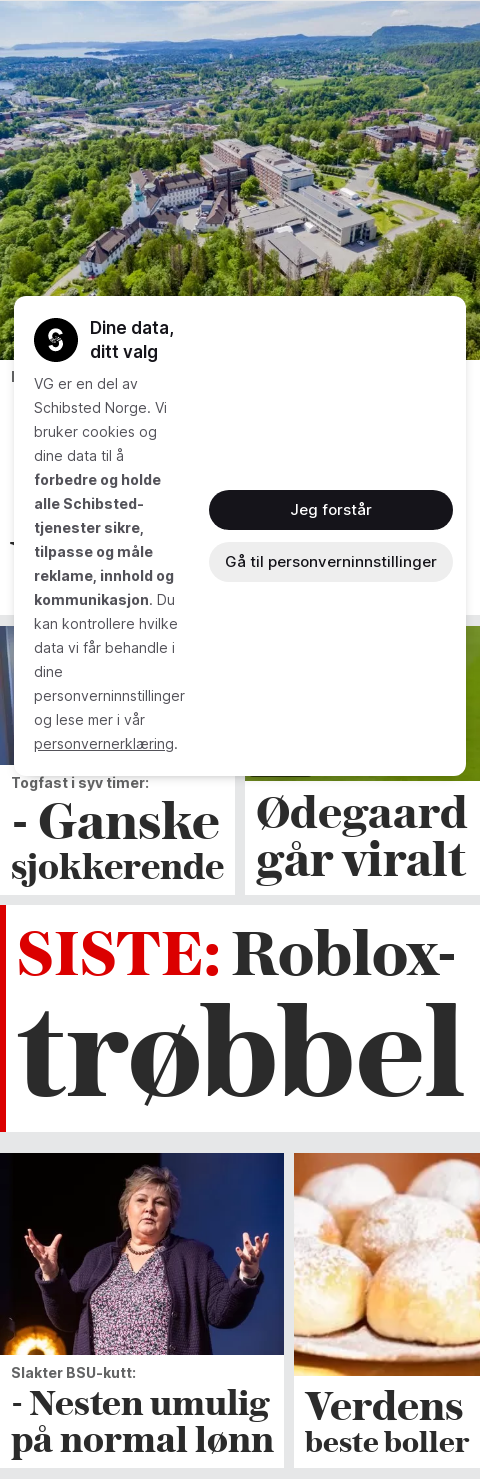 Dine data,
ditt valg
VG er en del av
Schibsted Norge. Vi
bruker cookies og
dine data til å
forbedre og holde
alle Schibsted-
tjenester sikre,
tilpasse og måle
reklame, innhold og
kommunikasjon. Du
kan kontrollere hvilke
data vi får behandle i
dine
personverninnstillinger
og lese mer i vår
personvernerklæring.
Jeg forstår
Gå til personverninnstillinger
Togfast i syv timer:
- Ganske
sjokkerende
Ødegaard
går viralt
SISTE: Roblox-
trøbbel
Slakter BSU-kutt:
- Nesten umulig
på normal lønn
Verdens
beste boller